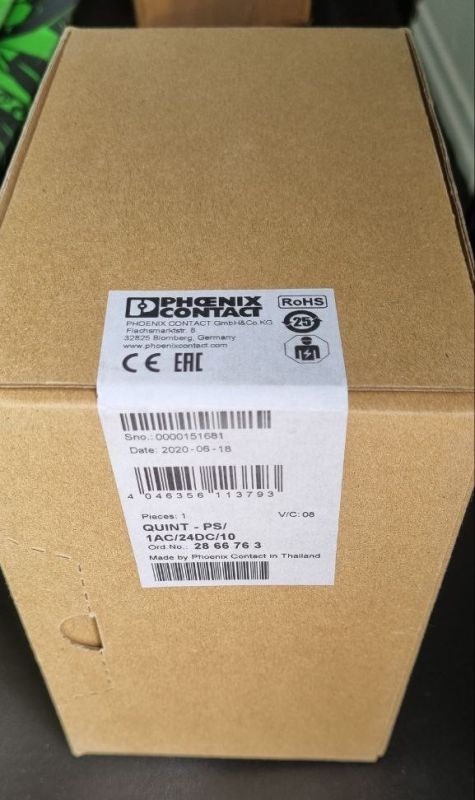 PHŒNIX
CONTACT
RoHS
PHOENIX CONTACT GmbH&Co.KG
Flachsmarktstr. 8
32825 Blomberg, Germany
www.phoenixcontact.com
25
CE EAC
Sno.: 0000151681
Date: 2020-06-18
4 046356 113793
Pieces: 1 V/C: 08
QUINT - PS/
1AC/24DC/10
Ord.No.: 28 66 76 3
Made by Phoenix Contact in Thailand